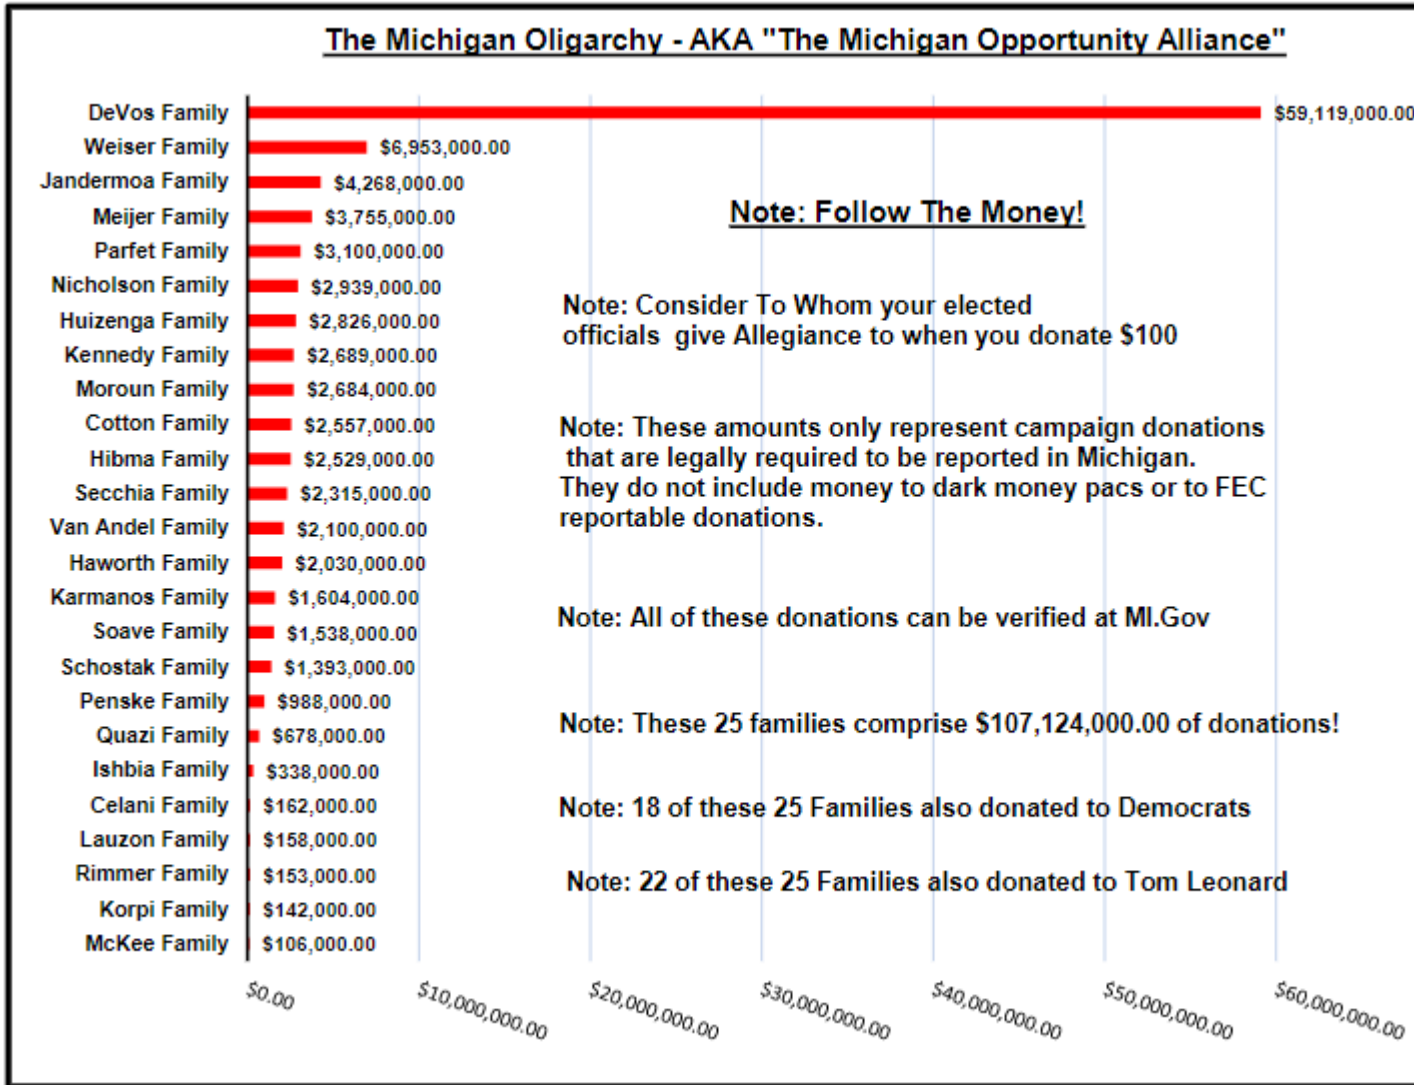 The Michigan Oligarchy - AKA "The Michigan Opportunity Alliance"
DeVos Family $59,119,000.00
Weiser Family $6,953,000.00
Jandermoa Family $4,268,000.00
Meijer Family $3,755,000.00
Parfet Family $3,100,000.00
Nicholson Family $2,939,000.00
Huizenga Family $2,826,000.00
Kennedy Family $2,689,000.00
Moroun Family $2,684,000.00
Cotton Family $2,557,000.00
Hibma Family $2,529,000.00
Secchia Family $2,315,000.00
Van Andel Family $2,100,000.00
Haworth Family $2,030,000.00
Karmanos Family $1,604,000.00
Soave Family $1,538,000.00
Schostak Family $1,393,000.00
Penske Family $988,000.00
Quazi Family $678,000.00
Ishbia Family $338,000.00
Celani Family $162,000.00
Lauzon Family $158,000.00
Rimmer Family $153,000.00
Korpi Family $142,000.00
McKee Family $106,000.00
Note: Follow The Money!
Note: Consider To Whom your elected
officials give Allegiance to when you donate $100
Note: These amounts only represent campaign donations
that are legally required to be reported in Michigan.
They do not include money to dark money pacs or to FEC
reportable donations.
Note: All of these donations can be verified at MI.Gov
Note: These 25 families comprise $107,124,000.00 of donations!
Note: 18 of these 25 Families also donated to Democrats
Note: 22 of these 25 Families also donated to Tom Leonard
$0.00 $10,000,000.00 $20,000,000.00 $30,000,000.00 $40,000,000.00 $50,000,000.00 $60,000,000.00